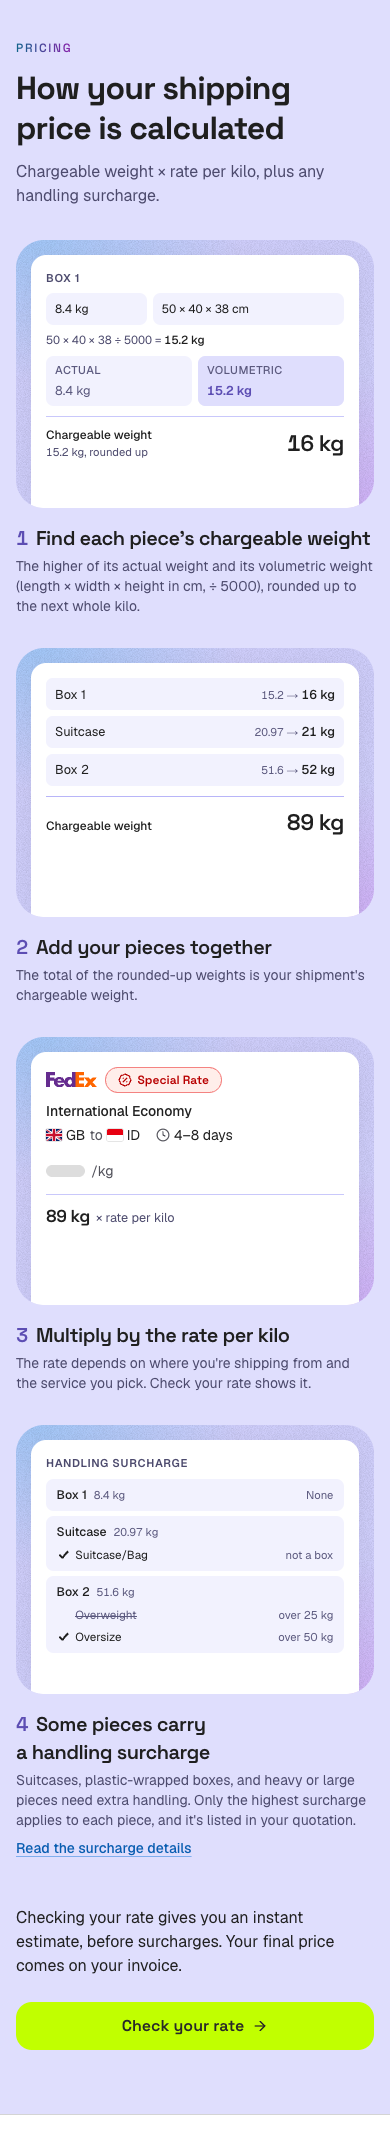 PRICING
How your shipping
price is calculated
Chargeable weight × rate per kilo, plus any
handling surcharge.
BOX 1
8.4 kg
50 × 40 × 38 cm
50 × 40 × 38 ÷ 5000 = 15.2 kg
ACTUAL
8.4 kg
VOLUMETRIC
15.2 kg
Chargeable weight
15.2 kg, rounded up
16 kg
1 Find each piece's chargeable weight
The higher of its actual weight and its volumetric weight
(length × width × height in cm, ÷ 5000), rounded up to
the next whole kilo.
Box 1 15.2 → 16 kg
Suitcase 20.97 → 21 kg
Box 2 51.6 → 52 kg
Chargeable weight 89 kg
2 Add your pieces together
The total of the rounded-up weights is your shipment's
chargeable weight.
FedEx Special Rate
International Economy
GB to ID 4–8 days
/kg
89 kg × rate per kilo
3 Multiply by the rate per kilo
The rate depends on where you're shipping from and
the service you pick. Check your rate shows it.
HANDLING SURCHARGE
Box 1 8.4 kg None
Suitcase 20.97 kg
Suitcase/Bag not a box
Box 2 51.6 kg
Overweight over 25 kg
Oversize over 50 kg
4 Some pieces carry
a handling surcharge
Suitcases, plastic-wrapped boxes, and heavy or large
pieces need extra handling. Only the highest surcharge
applies to each piece, and it's listed in your quotation.
Read the surcharge details
Checking your rate gives you an instant
estimate, before surcharges. Your final price
comes on your invoice.
Check your rate →